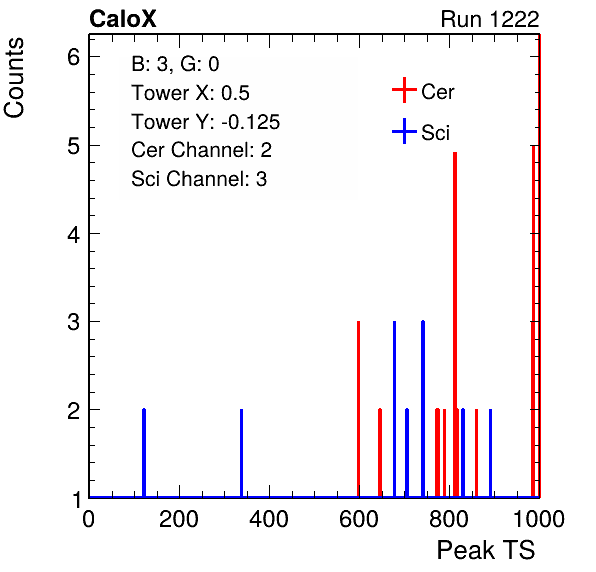 CaloX Run 1222
Counts
B: 3, G: 0
Tower X: 0.5
Tower Y: -0.125
Cer Channel: 2
Sci Channel: 3
Cer
Sci
6
5
4
3
2
1
0 200 400 600 800 1000
Peak TS